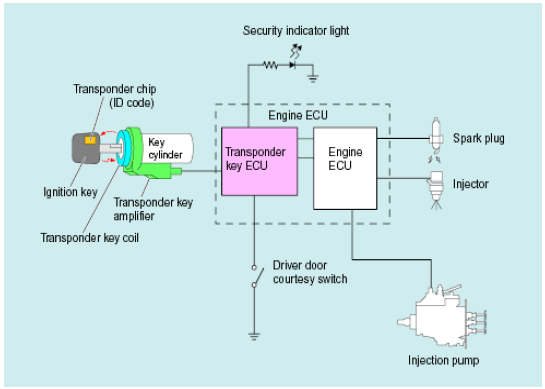 Security indicator light
Transponder chip
(ID code)
Engine ECU
Key
cylinder
Transponder
key ECU
Engine
ECU
Spark plug
Ignition key
Injector
Transponder key
amplifier
Transponder key coil
Driver door
courtesy switch
Injection pump